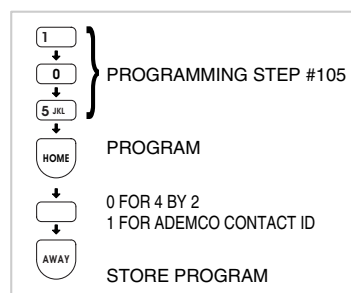 1
0
PROGRAMMING STEP #105
5 JKL
HOME
PROGRAM
0 FOR 4 BY 2
1 FOR ADEMCO CONTACT ID
AWAY
STORE PROGRAM